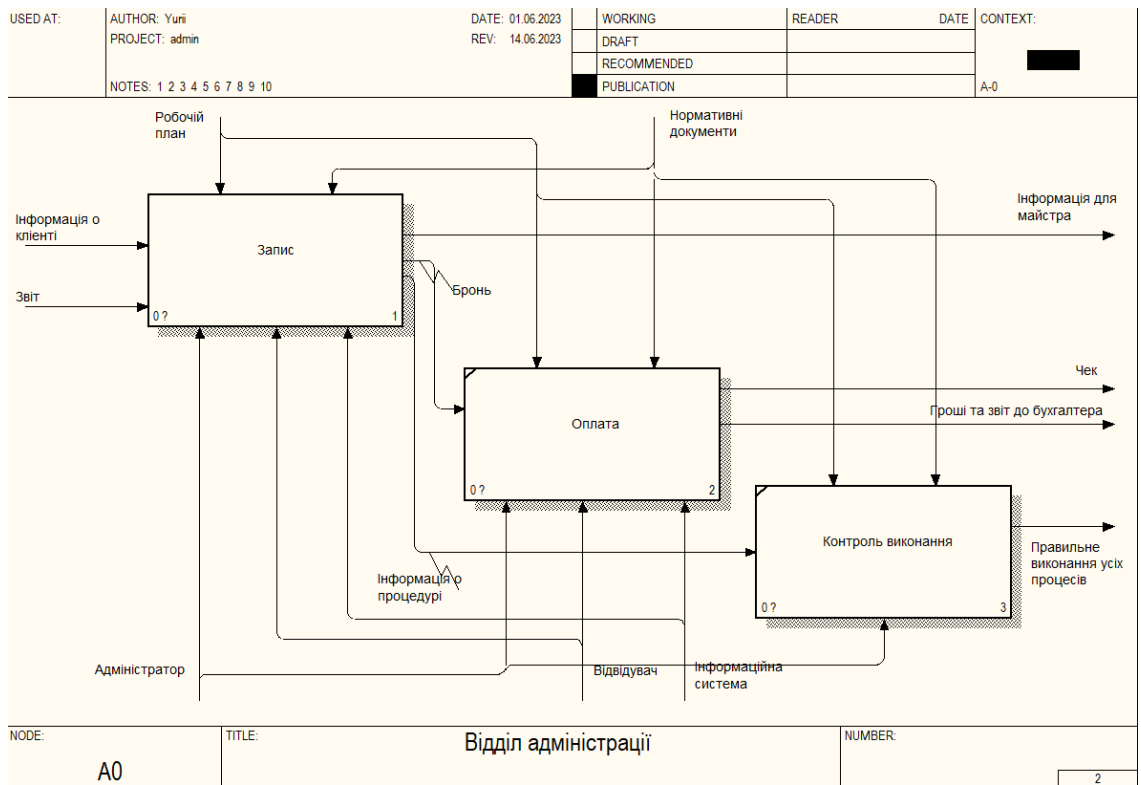 USED AT:
AUTHOR: Yurii
DATE: 01.06.2023
WORKING
READER
DATE
CONTEXT:
PROJECT: admin
REV: 14.06.2023
DRAFT
RECOMMENDED
NOTES: 1 2 3 4 5 6 7 8 9 10
PUBLICATION
A-0
Робочій
план
Нормативні
документи
Інформація о
кліенті
Звіт
Запис
0 ?
1
Інформація для
майстра
Бронь
Чек
Гроші та звіт до бухгалтера
Оплата
0 ?
2
Контроль виконання
0 ?
3
Правильне
виконання усіх
процесів
Інформація о
процедурі
Адміністратор
Відвідувач
Інформаційна
система
NODE:
TITLE:
NUMBER:
A0
Відділ адміністрації
2